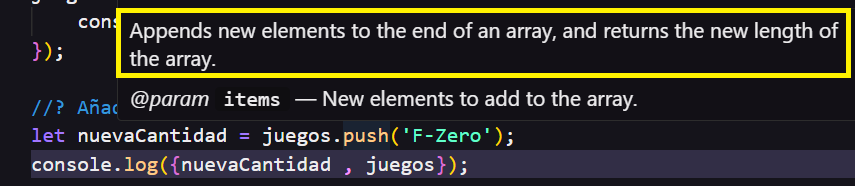 cons
Appends new elements to the end of an array, and returns the new length of
the array.
});
@param items — New elements to add to the array.
//? Añad
let nuevaCantidad = juegos.push('F-Zero');
console.log({nuevaCantidad , juegos});